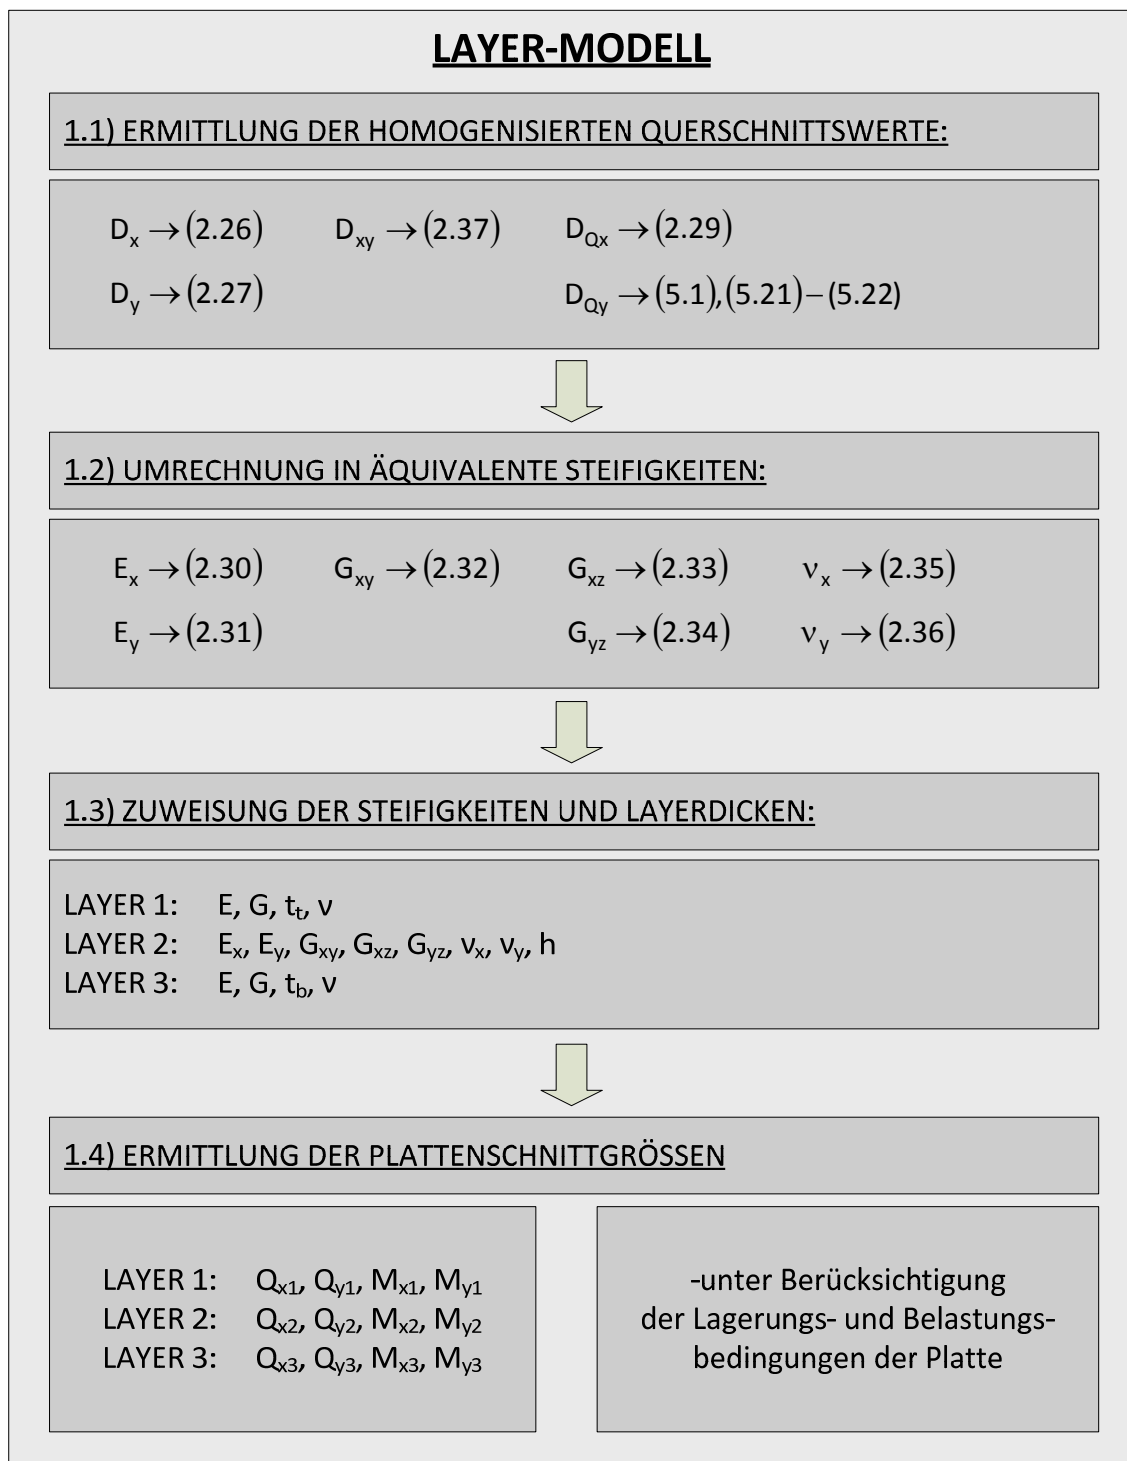 LAYER-MODELL
1.1) ERMITTLUNG DER HOMOGENISIERTEN QUERSCHNITTSWERTE:
D_x → (2.26) D_xy → (2.37) D_Qx → (2.29)
D_y → (2.27) D_Qy → (5.1),(5.21)−(5.22)
1.2) UMRECHNUNG IN ÄQUIVALENTE STEIFIGKEITEN:
E_x → (2.30) G_xy → (2.32) G_xz → (2.33) ν_x → (2.35)
E_y → (2.31) G_yz → (2.34) ν_y → (2.36)
1.3) ZUWEISUNG DER STEIFIGKEITEN UND LAYERDICKEN:
LAYER 1: E, G, t_t, ν
LAYER 2: E_x, E_y, G_xy, G_xz, G_yz, ν_x, ν_y, h
LAYER 3: E, G, t_b, ν
1.4) ERMITTLUNG DER PLATTENSCHNITTGRÖSSEN
LAYER 1: Q_x1, Q_y1, M_x1, M_y1
LAYER 2: Q_x2, Q_y2, M_x2, M_y2
LAYER 3: Q_x3, Q_y3, M_x3, M_y3
-unter Berücksichtigung
der Lagerungs- und Belastungs-
bedingungen der Platte